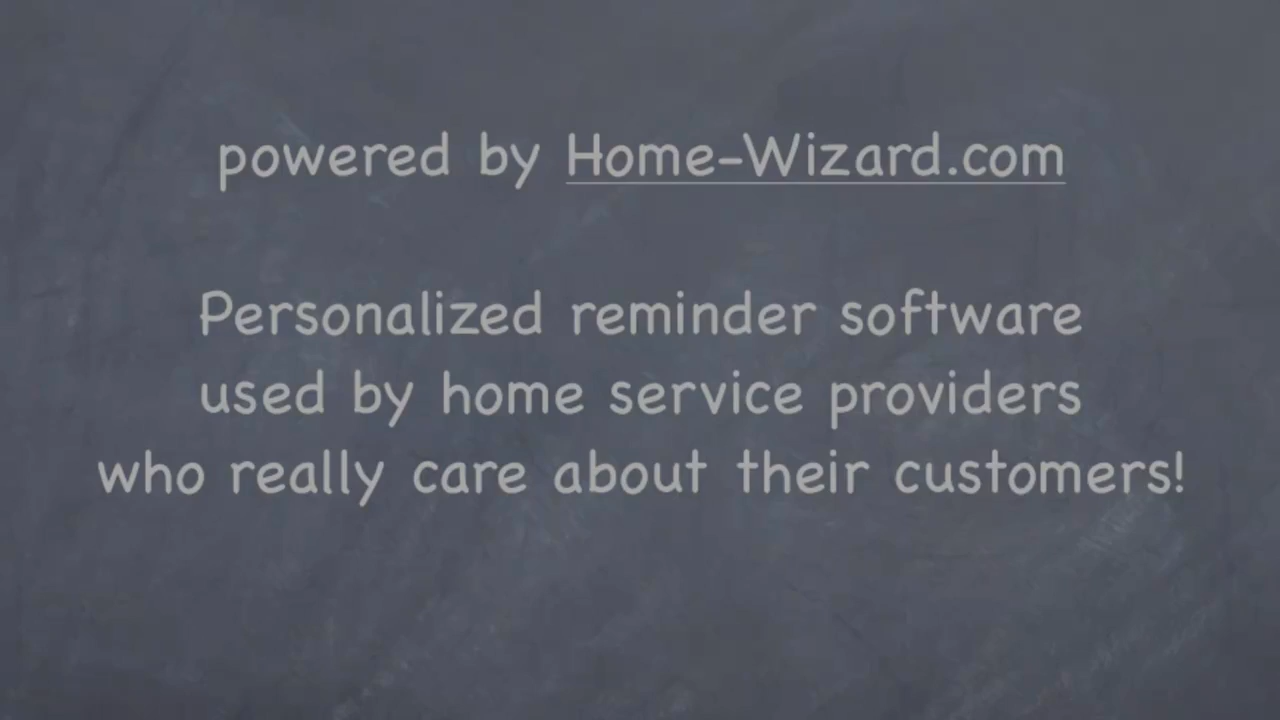 powered by Home-Wizard.com
Personalized reminder software
used by home service providers
who really care about their customers!